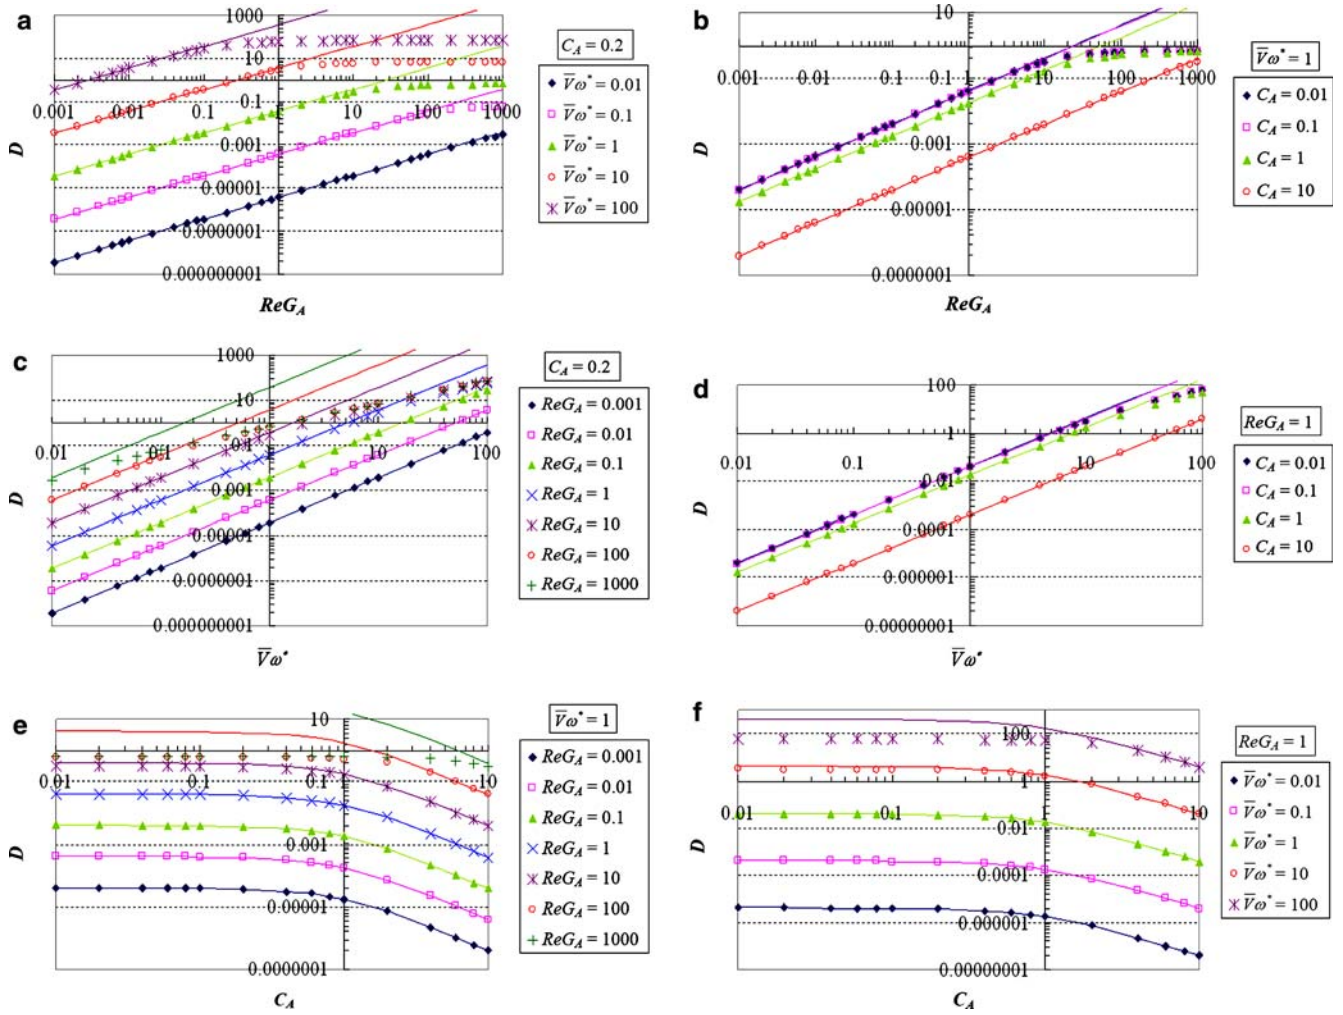 a
1000
10
0.001
0.01
0.1
0.1
10
100
1000
0.001
0.00001
0.0000001
0.000000001
D
ReG_A
C_A = 0.2
V̅ω* = 0.01
V̅ω* = 0.1
V̅ω* = 1
V̅ω* = 10
V̅ω* = 100
b
10
0.001
0.01
0.1
0.1
10
100
1000
0.001
0.00001
0.0000001
D
ReG_A
V̅ω* = 1
C_A = 0.01
C_A = 0.1
C_A = 1
C_A = 10
c
1000
10
0.01
0.1
0.1
10
100
0.001
0.00001
0.0000001
0.000000001
D
V̅ω*
C_A = 0.2
ReG_A = 0.001
ReG_A = 0.01
ReG_A = 0.1
ReG_A = 1
ReG_A = 10
ReG_A = 100
ReG_A = 1000
d
100
1
0.01
0.1
10
100
0.01
0.0001
0.000001
0.00000001
D
V̅ω*
ReG_A = 1
C_A = 0.01
C_A = 0.1
C_A = 1
C_A = 10
e
10
0.01
0.1
0.1
10
0.001
0.00001
0.0000001
D
C_A
V̅ω* = 1
ReG_A = 0.001
ReG_A = 0.01
ReG_A = 0.1
ReG_A = 1
ReG_A = 10
ReG_A = 100
ReG_A = 1000
f
100
1
0.01
0.1
10
0.01
0.0001
0.000001
0.00000001
D
C_A
ReG_A = 1
V̅ω* = 0.01
V̅ω* = 0.1
V̅ω* = 1
V̅ω* = 10
V̅ω* = 100